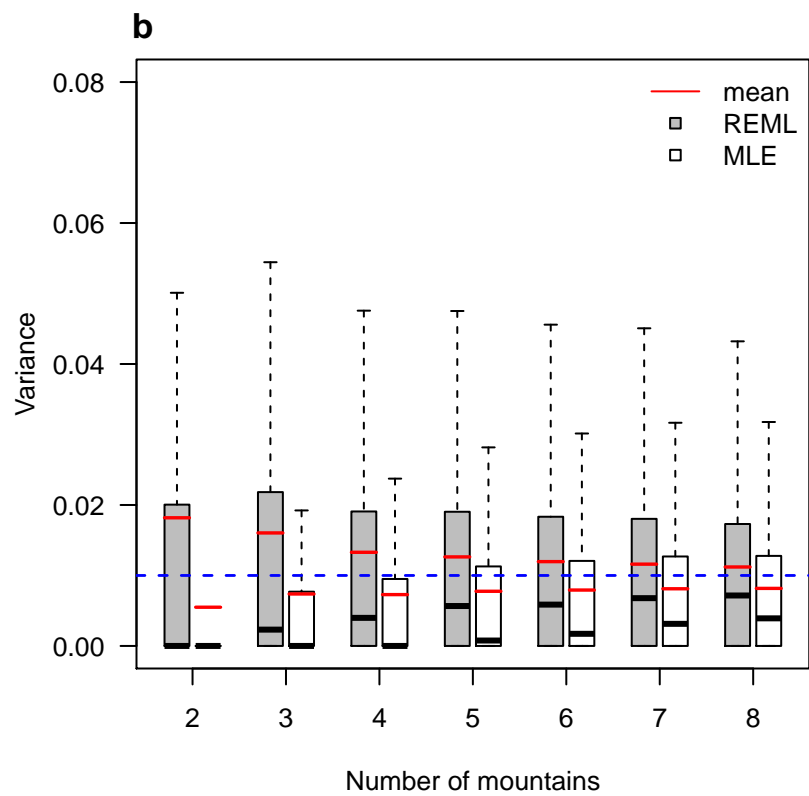 b
mean
REML
MLE
0.08
0.06
0.04
0.02
0.00
Variance
2 3 4 5 6 7 8
Number of mountains